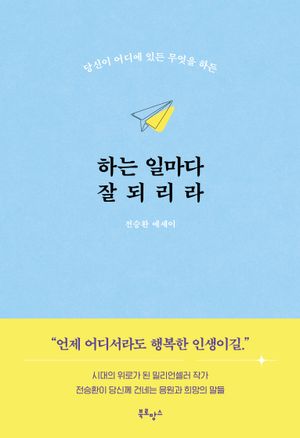 당신이 어디에 있든 무엇을 하든
하는 일마다
잘 되 리 라
전승환 에세이
“언제 어디서라도 행복한 인생이길.”
시대의 위로가 된 밀리언셀러 작가
전승환이 당신께 건네는 응원과 희망의 말들
북로망스